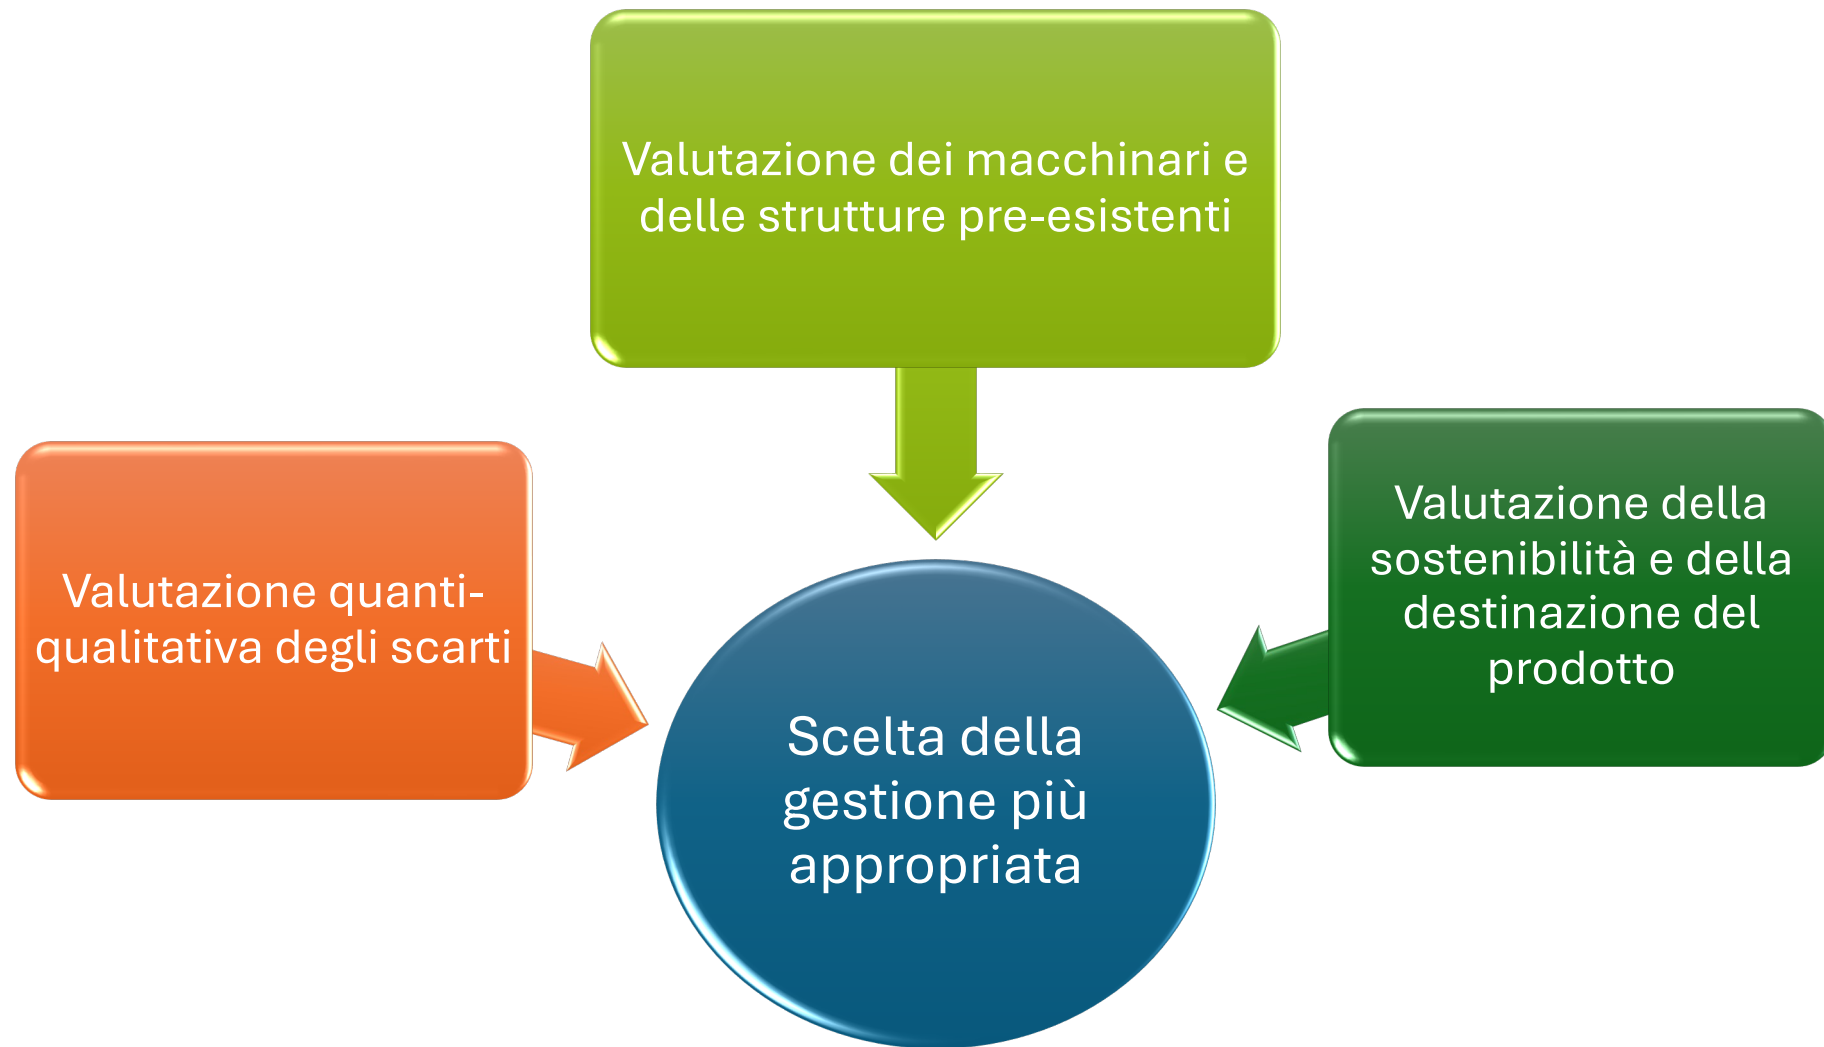 Valutazione dei macchinari e
delle strutture pre-esistenti
Valutazione quanti-
qualitativa degli scarti
Valutazione della
sostenibilità e della
destinazione del
prodotto
Scelta della
gestione più
appropriata